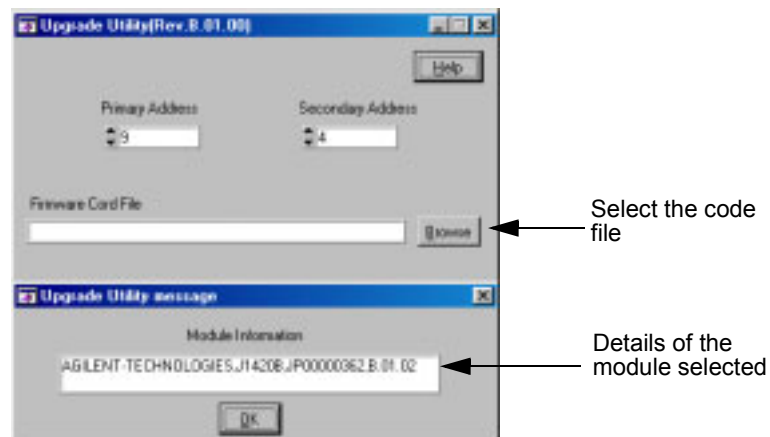 Upgrade Utility(Rev.B.01.00)
Help
Primary Address
Secondary Address
9
4
Firmware Cord File
Browse
Select the code
file
Upgrade Utility message
Module Information
AGILENT-TECHNOLOGIES,J1420B,JP00000362,B.01.02
Details of the
module selected
OK